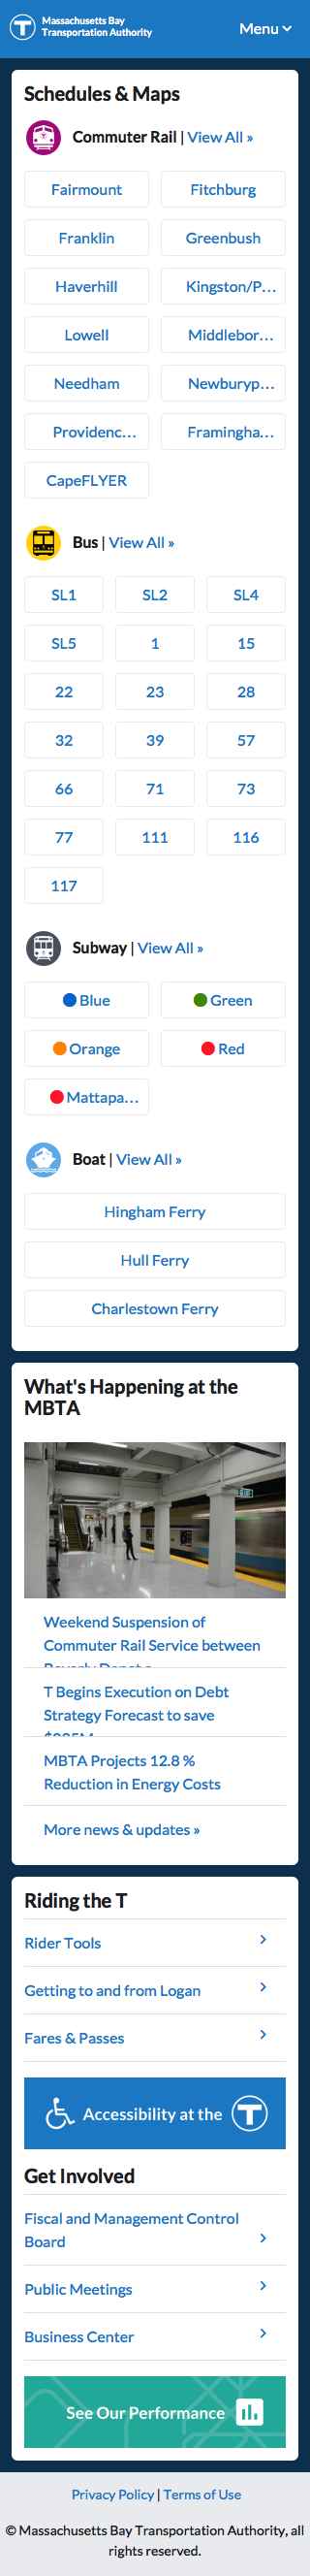 Massachusetts Bay
Transportation Authority
Menu
Schedules & Maps
Commuter Rail | View All »
Fairmount
Fitchburg
Franklin
Greenbush
Haverhill
Kingston/P...
Lowell
Middlebor...
Needham
Newburyp...
Providenc...
Framingha...
CapeFLYER
Bus | View All »
SL1
SL2
SL4
SL5
1
15
22
23
28
32
39
57
66
71
73
77
111
116
117
Subway | View All »
Blue
Green
Orange
Red
Mattapa...
Boat | View All »
Hingham Ferry
Hull Ferry
Charlestown Ferry
What's Happening at the
MBTA
Weekend Suspension of
Commuter Rail Service between
T Begins Execution on Debt
Strategy Forecast to save
MBTA Projects 12.8 %
Reduction in Energy Costs
More news & updates »
Riding the T
Rider Tools
Getting to and from Logan
Fares & Passes
Accessibility at the T
Get Involved
Fiscal and Management Control
Board
Public Meetings
Business Center
See Our Performance
Privacy Policy | Terms of Use
© Massachusetts Bay Transportation Authority, all
rights reserved.